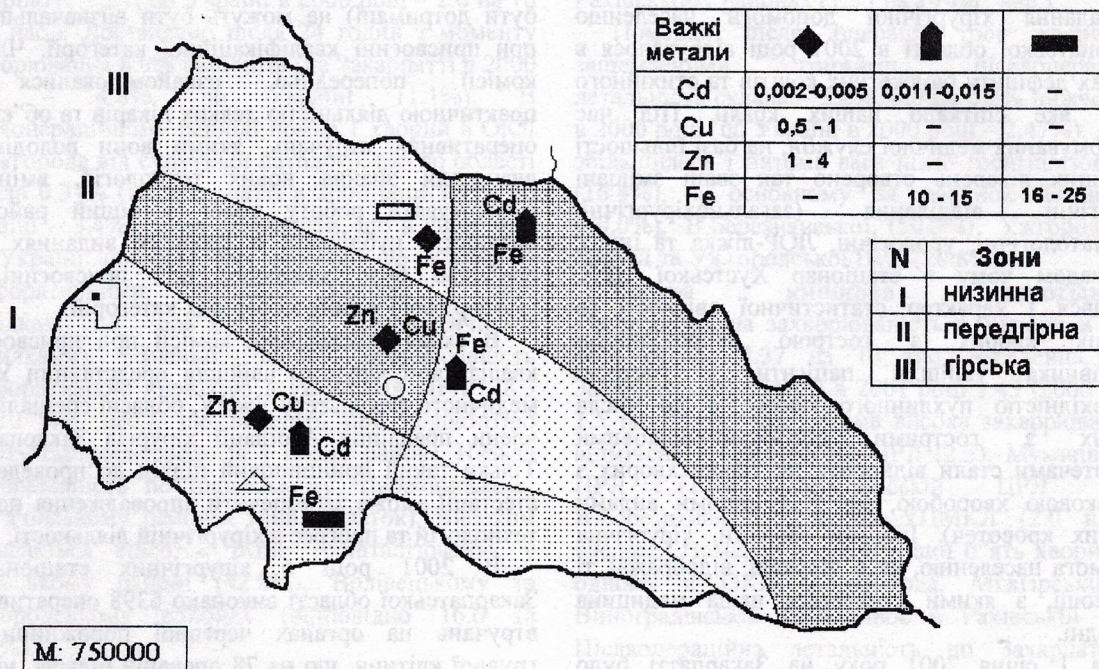 Важкі метали
Cd 0,002-0,005 0,011-0,015 –
Cu 0,5 -1 – –
Zn 1 - 4 – –
Fe – 10 - 15 16 - 25
N Зони
I низинна
II передгірна
III гірська
III
II
I
Cd
Fe
Fe
Zn Cu
Fe
Cd
Zn Cu
Cd
Fe
М: 750000